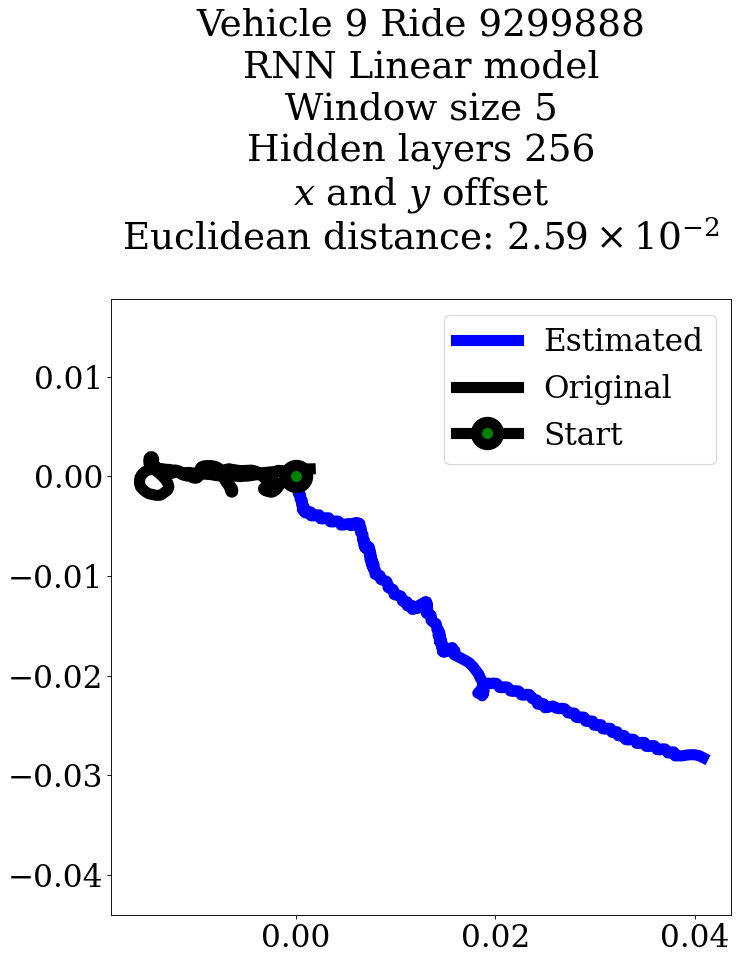 Vehicle 9 Ride 9299888
RNN Linear model
Window size 5
Hidden layers 256
x and y offset
Euclidean distance: 2.59 × 10⁻²
Estimated
Original
Start
0.01
0.00
−0.01
−0.02
−0.03
−0.04
0.00 0.02 0.04